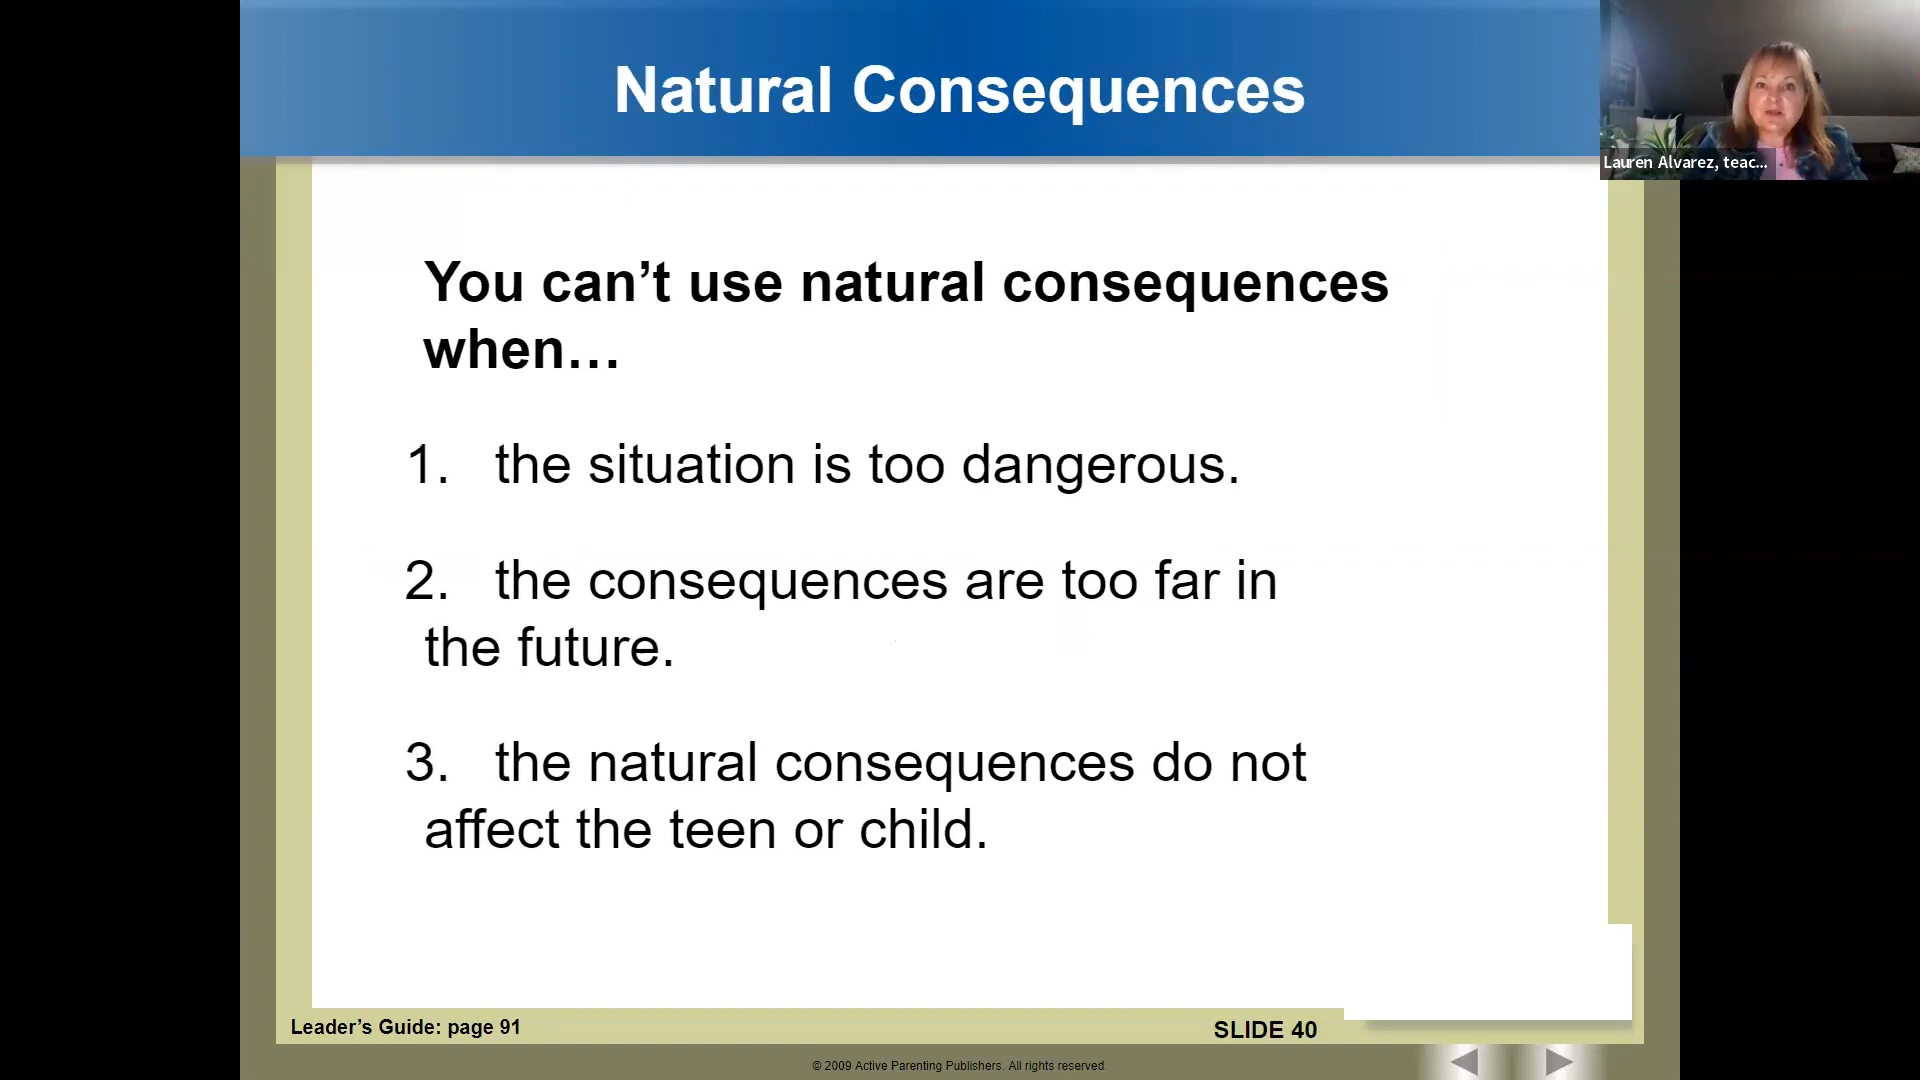 Natural Consequences
Lauren Alvarez, teac...
You can’t use natural consequences
when…
1. the situation is too dangerous.
2. the consequences are too far in
the future.
3. the natural consequences do not
affect the teen or child.
Leader’s Guide: page 91
SLIDE 40
© 2009 Active Parenting Publishers. All rights reserved.